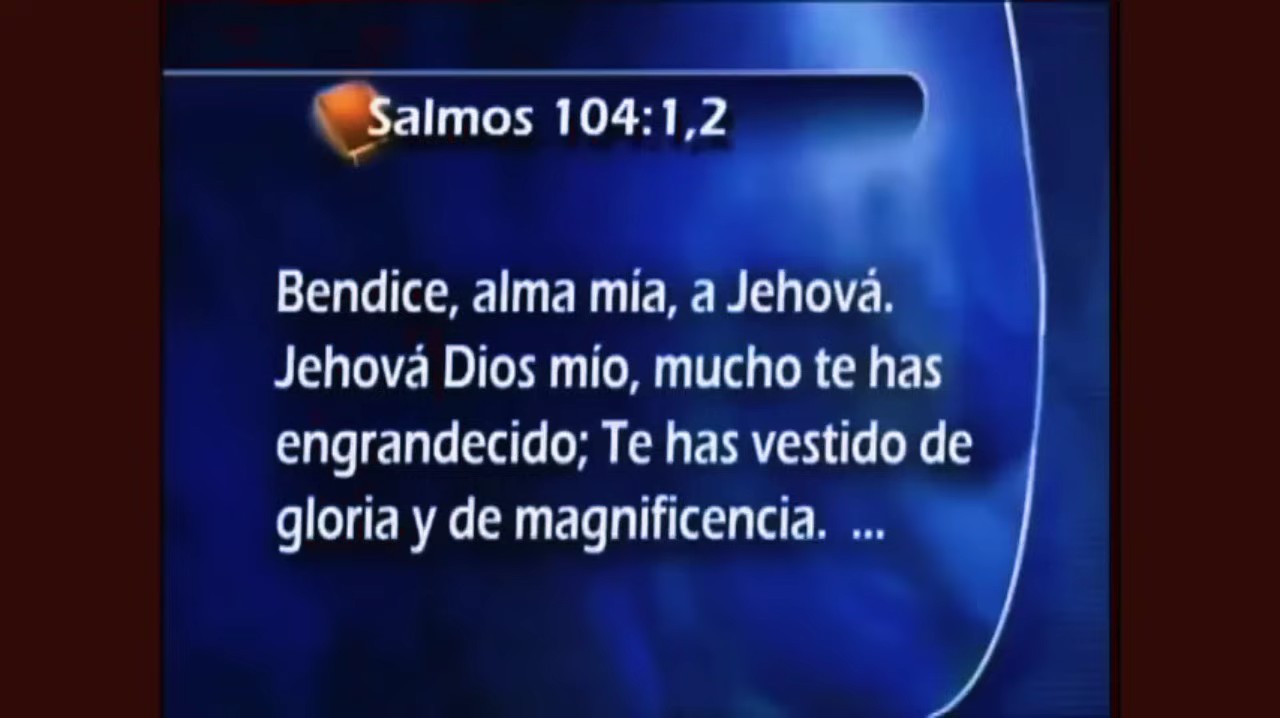 Salmos 104:1,2
Bendice, alma mía, a Jehová.
Jehová Dios mío, mucho te has
engrandecido; Te has vestido de
gloria y de magnificencia. ...